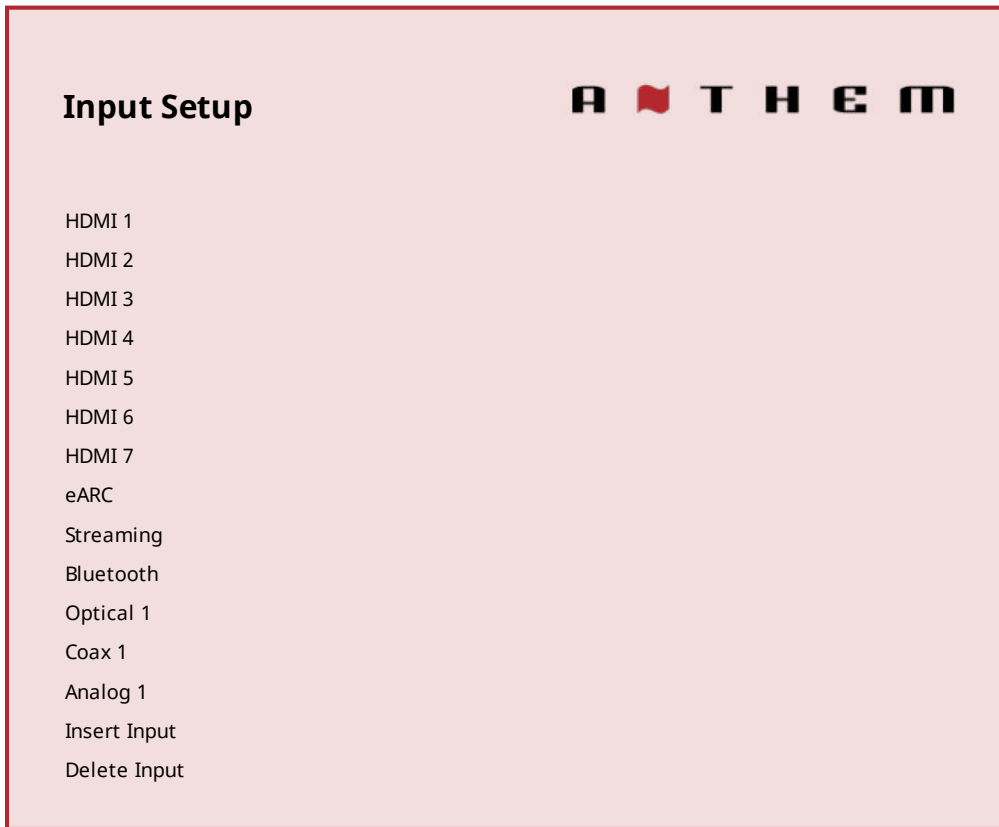 Input Setup
ANTHEM
HDMI 1
HDMI 2
HDMI 3
HDMI 4
HDMI 5
HDMI 6
HDMI 7
eARC
Streaming
Bluetooth
Optical 1
Coax 1
Analog 1
Insert Input
Delete Input